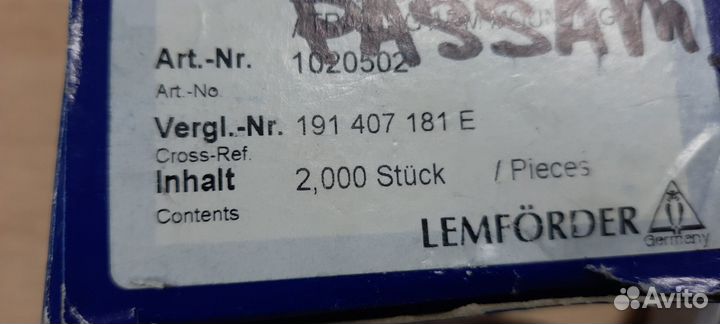 PASSAM
Art.-Nr. 1020502
Art.-No.
Vergl.-Nr. 191 407 181 E
Cross-Ref.
Inhalt 2,000 Stück / Pieces
Contents
LEMFÖRDER
Germany
Avito